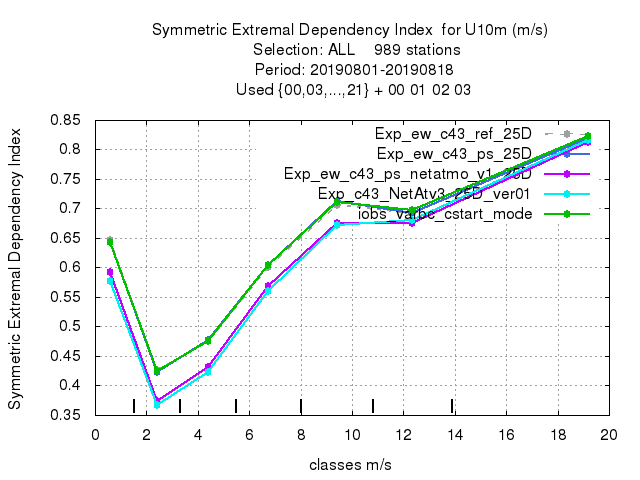 Symmetric Extremal Dependency Index  for U10m (m/s)
Selection: ALL    989 stations
Period: 20190801-20190818
Used {00,03,...,21} + 00 01 02 03
Symmetric Extremal Dependency Index
0.85
0.8
0.75
0.7
0.65
0.6
0.55
0.5
0.45
0.4
0.35
Exp_ew_c43_ref_25D
Exp_ew_c43_ps_25D
Exp_ew_c43_ps_netatmo_v1_25D
Exp_c43_NetAtv3_25D_ver01
iobs_varbc_cstart_mode
0 2 4 6 8 10 12 14 16 18 20
classes m/s